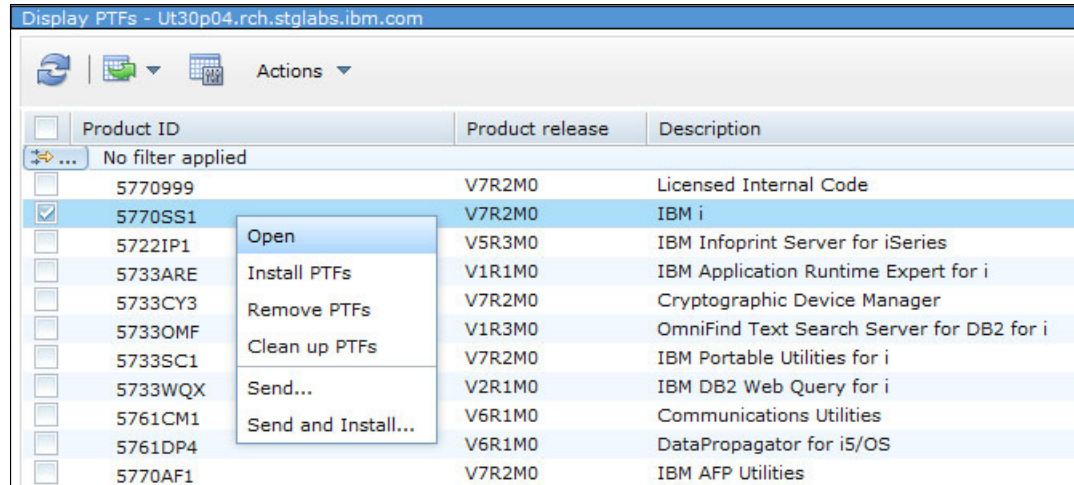 Display PTFs - Ut30p04.rch.stglabs.ibm.com
Actions
Product ID Product release Description
... No filter applied
5770999 V7R2M0 Licensed Internal Code
5770SS1 V7R2M0 IBM i
5722IP1 V5R3M0 IBM Infoprint Server for iSeries
5733ARE V1R1M0 IBM Application Runtime Expert for i
5733CY3 V7R2M0 Cryptographic Device Manager
5733OMF V1R3M0 OmniFind Text Search Server for DB2 for i
5733SC1 V7R2M0 IBM Portable Utilities for i
5733WQX V2R1M0 IBM DB2 Web Query for i
5761CM1 V6R1M0 Communications Utilities
5761DP4 V6R1M0 DataPropagator for i5/OS
5770AF1 V7R2M0 IBM AFP Utilities
Open
Install PTFs
Remove PTFs
Clean up PTFs
Send...
Send and Install...